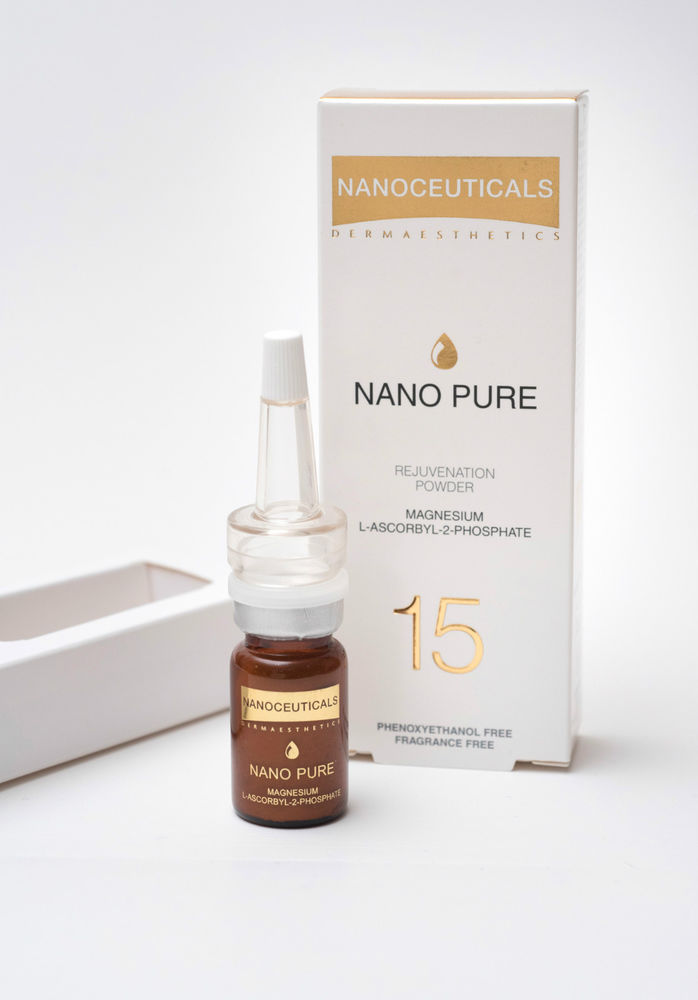 NANOCEUTICALS
DERMAESTHETICS
NANO PURE
REJUVENATION
POWDER
MAGNESIUM
L-ASCORBYL-2-PHOSPHATE
15
PHENOXYETHANOL FREE
FRAGRANCE FREE
NANOCEUTICALS
DERMAESTHETICS
NANO PURE
MAGNESIUM
L-ASCORBYL-2-PHOSPHATE